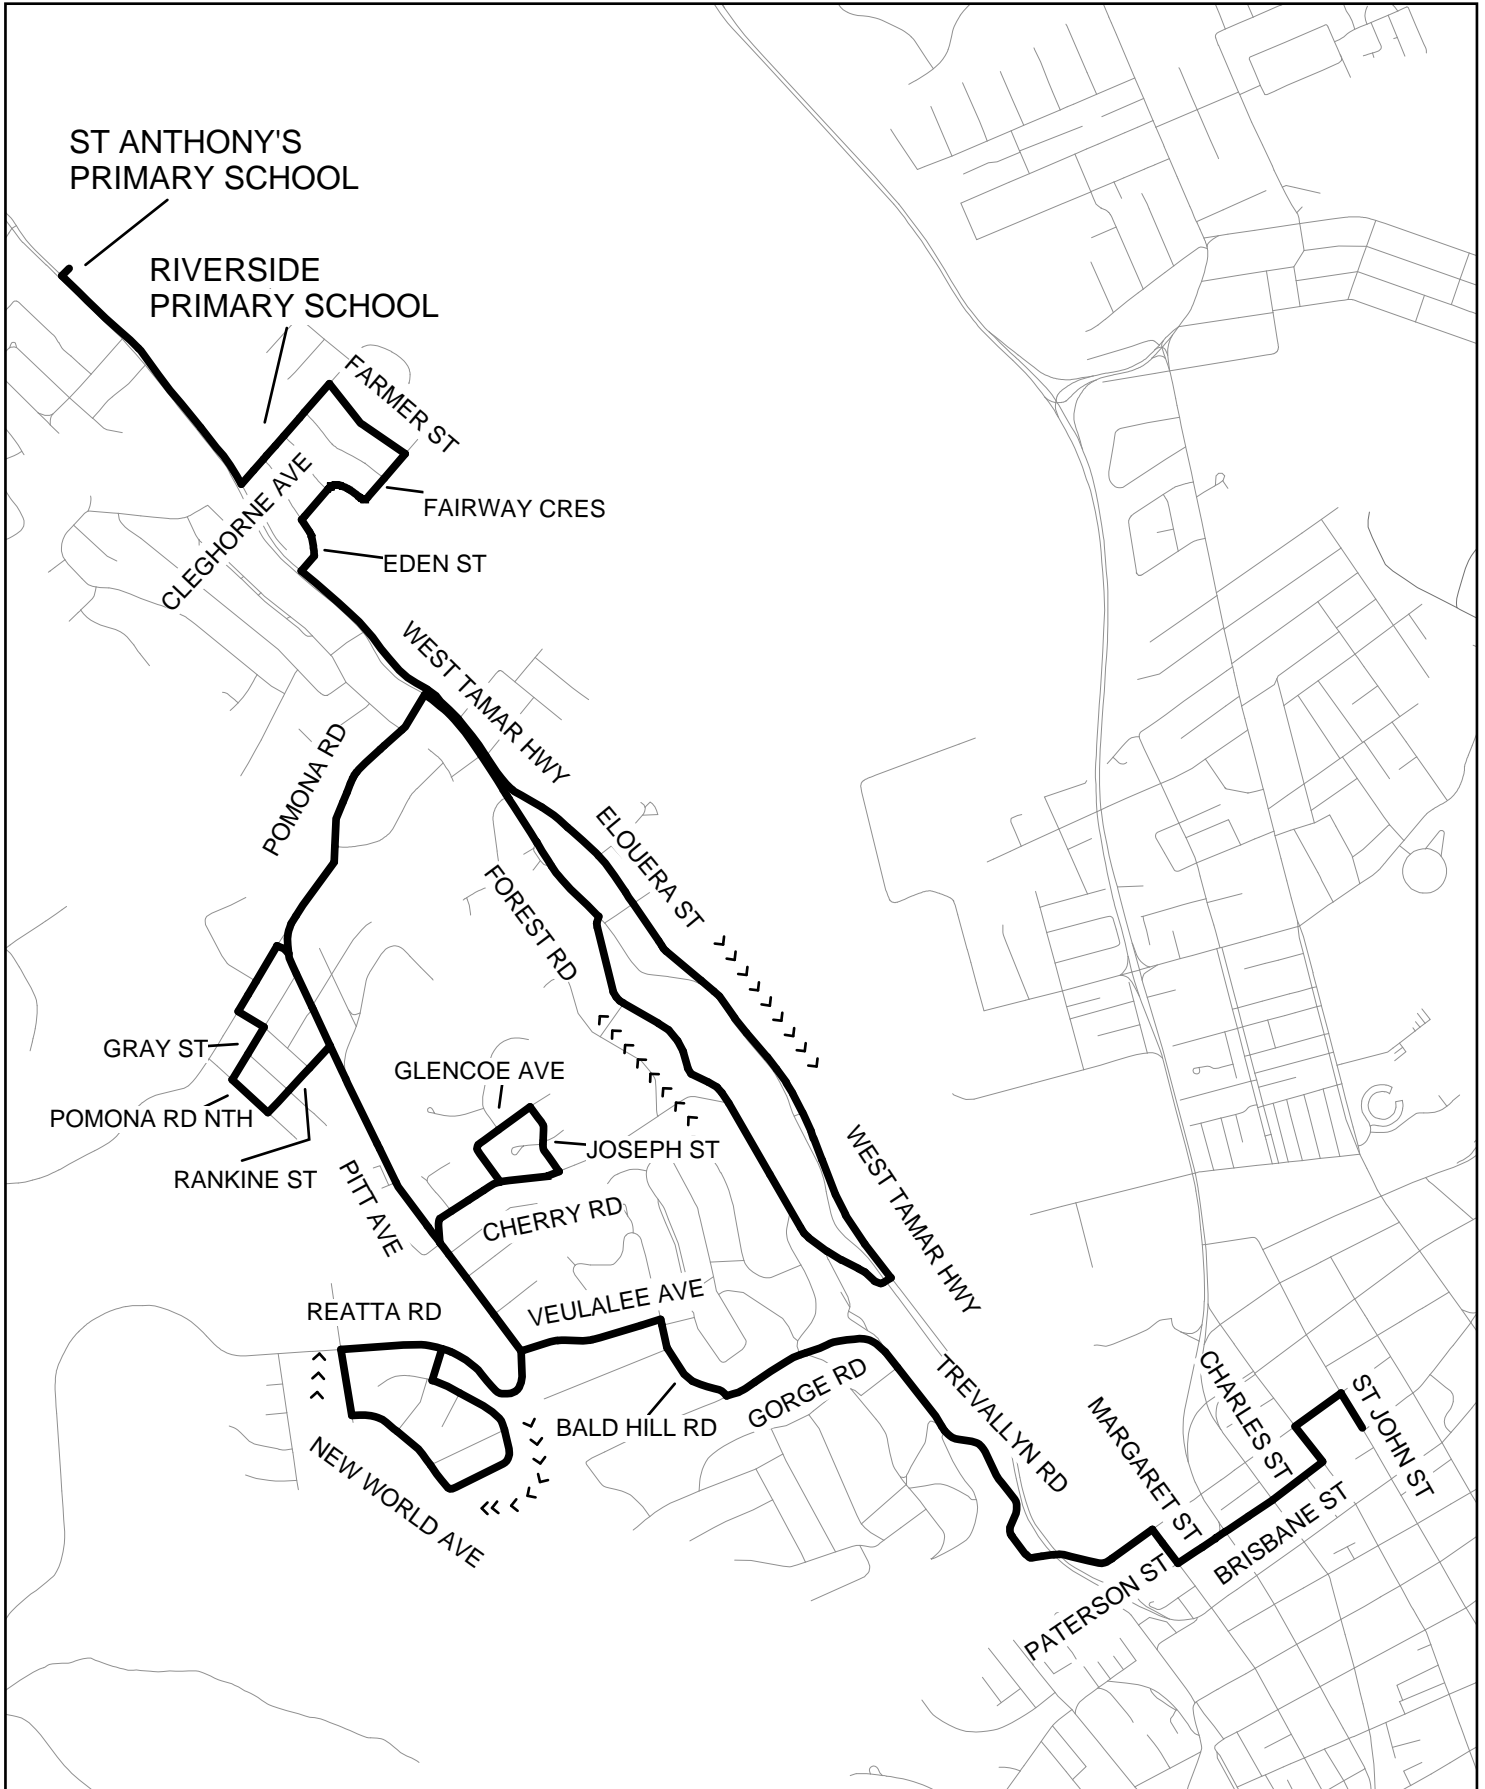 ST ANTHONY'S
PRIMARY SCHOOL
RIVERSIDE
PRIMARY SCHOOL
FARMER ST
CLEGHORNE AVE
FAIRWAY CRES
EDEN ST
WEST TAMAR HWY
POMONA RD
ELOUERA ST
FOREST RD
GRAY ST
GLENCOE AVE
POMONA RD NTH
JOSEPH ST
RANKINE ST
PITT AVE
CHERRY RD
WEST TAMAR HWY
REATTA RD
VEULALEE AVE
BALD HILL RD
GORGE RD
TREVALLYN RD
NEW WORLD AVE
MARGARET ST
CHARLES ST
ST JOHN ST
BRISBANE ST
PATERSON ST